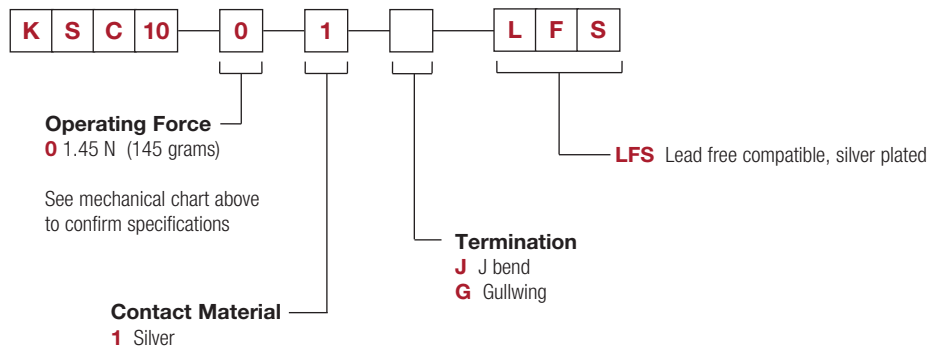 K S C 10 0 1 L F S
Operating Force
0 1.45 N (145 grams)
See mechanical chart above
to confirm specifications
LFS Lead free compatible, silver plated
Termination
J J bend
G Gullwing
Contact Material
1 Silver